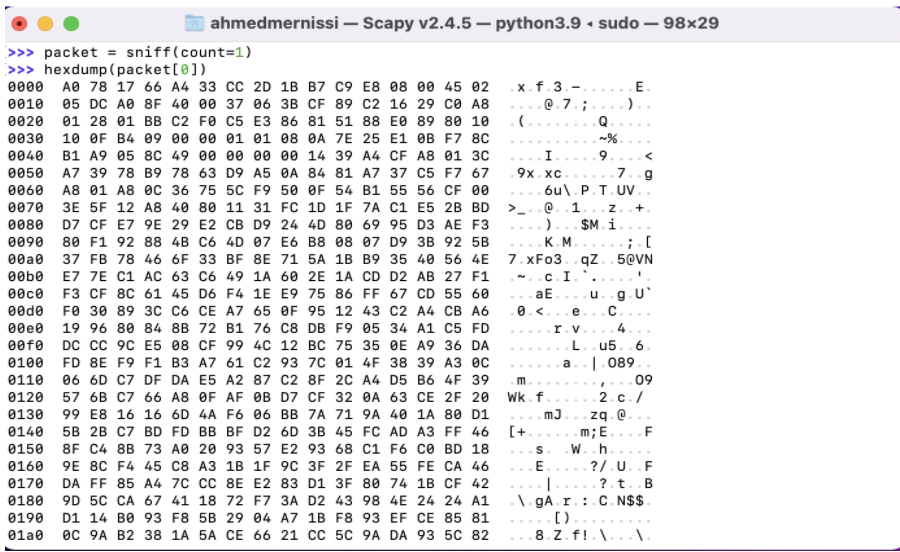 ahmedmernissi — Scapy v2.4.5 — python3.9 ◂ sudo — 98×29
>>> packet = sniff(count=1)
>>> hexdump(packet[0])
0000  A0 78 17 66 A4 33 CC 2D 1B B7 C9 E8 08 00 45 02  .x.f.3.-......E.
0010  05 DC A0 8F 40 00 37 06 3B CF 89 C2 16 29 C0 A8  ....@.7.;....)..
0020  01 28 01 BB C2 F0 C5 E3 86 81 51 88 E0 89 80 10  .(........Q.....
0030  10 0F B4 09 00 00 01 01 08 0A 7E 25 E1 0B F7 8C  ..........~%....
0040  B1 A9 05 8C 49 00 00 00 00 14 39 A4 CF A8 01 3C  ....I.....9....<
0050  A7 39 78 B9 78 63 D9 A5 0A 84 81 A7 37 C5 F7 67  .9x.xc......7..g
0060  A8 01 A8 0C 36 75 5C F9 50 0F 54 B1 55 56 CF 00  ....6u\.P.T.UV..
0070  3E 5F 12 A8 40 80 11 31 FC 1D 1F 7A C1 E5 2B BD  >_..@..1...z..+.
0080  D7 CF E7 9E 29 E2 CB D9 24 4D 80 69 95 D3 AE F3  ....)...$M.i....
0090  80 F1 92 88 4B C6 4D 07 E6 B8 08 07 D9 3B 92 5B  ....K.M......;.[
00a0  37 FB 78 46 6F 33 BF 8E 71 5A 1B B9 35 40 56 4E  7.xFo3..qZ..5@VN
00b0  E7 7E C1 AC 63 C6 49 1A 60 2E 1A CD D2 AB 27 F1  .~..c.I.`.....'.
00c0  F3 CF 8C 61 45 D6 F4 1E E9 75 86 FF 67 CD 55 60  ...aE....u..g.U`
00d0  F0 30 89 3C C6 CE A7 65 0F 95 12 43 C2 A4 CB A6  .0.<...e...C....
00e0  19 96 80 84 8B 72 B1 76 C8 DB F9 05 34 A1 C5 FD  .....r.v....4...
00f0  DC CC 9C E5 08 CF 99 4C 12 BC 75 35 0E A9 36 DA  .......L..u5..6.
0100  FD 8E F9 F1 B3 A7 61 C2 93 7C 01 4F 38 39 A3 0C  ......a..|.O89..
0110  06 6D C7 DF DA E5 A2 87 C2 8F 2C A4 D5 B6 4F 39  .m........,...O9
0120  57 6B C7 66 A8 0F AF 0B D7 CF 32 0A 63 CE 2F 20  Wk.f......2.c./
0130  99 E8 16 16 6D 4A F6 06 BB 7A 71 9A 40 1A 80 D1  ....mJ...zq.@...
0140  5B 2B C7 BD FD BB BF D2 6D 3B 45 FC AD A3 FF 46  [+......m;E....F
0150  8F C4 8B 73 A0 20 93 57 E2 93 68 C1 F6 C0 BD 18  ...s. .W..h.....
0160  9E 8C F4 45 C8 A3 1B 1F 9C 3F 2F EA 55 FE CA 46  ...E.....?/.U..F
0170  DA FF 85 A4 7C CC 8E E2 83 D1 3F 80 74 1B CF 42  ....|.....?.t..B
0180  9D 5C CA 67 41 18 72 F7 3A D2 43 98 4E 24 24 A1  .\.gA.r.:.C.N$$.
0190  D1 14 B0 93 F8 5B 29 04 A7 1B F8 93 EF CE 85 81  .....[).........
01a0  0C 9A B2 38 1A 5A CE 66 21 CC 5C 9A DA 93 5C 82  ...8.Z.f!.\...\.